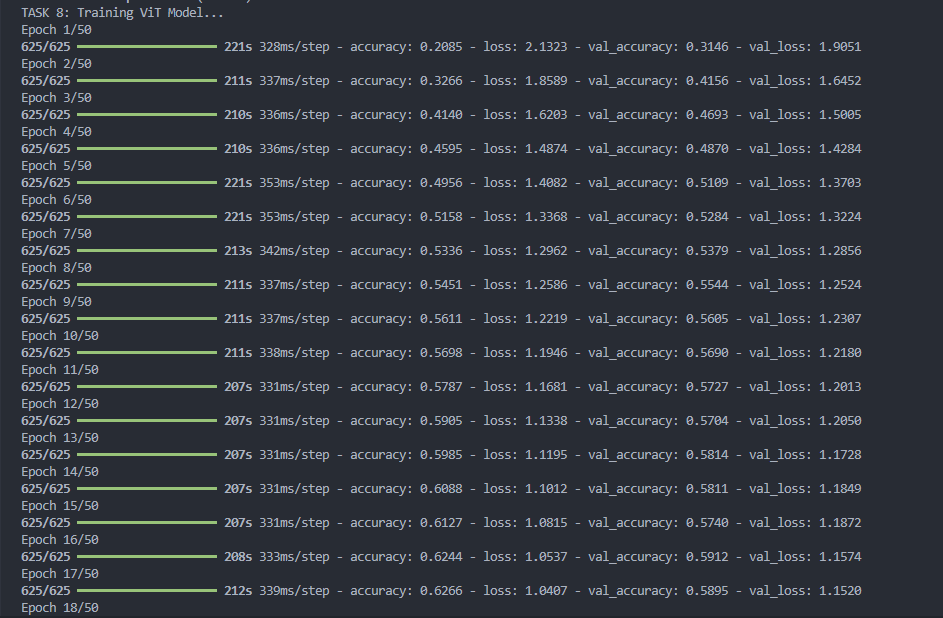 TASK 8: Training ViT Model...
Epoch 1/50
625/625 221s 328ms/step - accuracy: 0.2085 - loss: 2.1323 - val_accuracy: 0.3146 - val_loss: 1.9051
Epoch 2/50
625/625 211s 337ms/step - accuracy: 0.3266 - loss: 1.8589 - val_accuracy: 0.4156 - val_loss: 1.6452
Epoch 3/50
625/625 210s 336ms/step - accuracy: 0.4140 - loss: 1.6203 - val_accuracy: 0.4693 - val_loss: 1.5005
Epoch 4/50
625/625 210s 336ms/step - accuracy: 0.4595 - loss: 1.4874 - val_accuracy: 0.4870 - val_loss: 1.4284
Epoch 5/50
625/625 221s 353ms/step - accuracy: 0.4956 - loss: 1.4082 - val_accuracy: 0.5109 - val_loss: 1.3703
Epoch 6/50
625/625 221s 353ms/step - accuracy: 0.5158 - loss: 1.3368 - val_accuracy: 0.5284 - val_loss: 1.3224
Epoch 7/50
625/625 213s 342ms/step - accuracy: 0.5336 - loss: 1.2962 - val_accuracy: 0.5379 - val_loss: 1.2856
Epoch 8/50
625/625 211s 337ms/step - accuracy: 0.5451 - loss: 1.2586 - val_accuracy: 0.5544 - val_loss: 1.2524
Epoch 9/50
625/625 211s 337ms/step - accuracy: 0.5611 - loss: 1.2219 - val_accuracy: 0.5605 - val_loss: 1.2307
Epoch 10/50
625/625 211s 338ms/step - accuracy: 0.5698 - loss: 1.1946 - val_accuracy: 0.5690 - val_loss: 1.2180
Epoch 11/50
625/625 207s 331ms/step - accuracy: 0.5787 - loss: 1.1681 - val_accuracy: 0.5727 - val_loss: 1.2013
Epoch 12/50
625/625 207s 331ms/step - accuracy: 0.5905 - loss: 1.1338 - val_accuracy: 0.5704 - val_loss: 1.2050
Epoch 13/50
625/625 207s 331ms/step - accuracy: 0.5985 - loss: 1.1195 - val_accuracy: 0.5814 - val_loss: 1.1728
Epoch 14/50
625/625 207s 331ms/step - accuracy: 0.6088 - loss: 1.1012 - val_accuracy: 0.5811 - val_loss: 1.1849
Epoch 15/50
625/625 207s 331ms/step - accuracy: 0.6127 - loss: 1.0815 - val_accuracy: 0.5740 - val_loss: 1.1872
Epoch 16/50
625/625 208s 333ms/step - accuracy: 0.6244 - loss: 1.0537 - val_accuracy: 0.5912 - val_loss: 1.1574
Epoch 17/50
625/625 212s 339ms/step - accuracy: 0.6266 - loss: 1.0407 - val_accuracy: 0.5895 - val_loss: 1.1520
Epoch 18/50